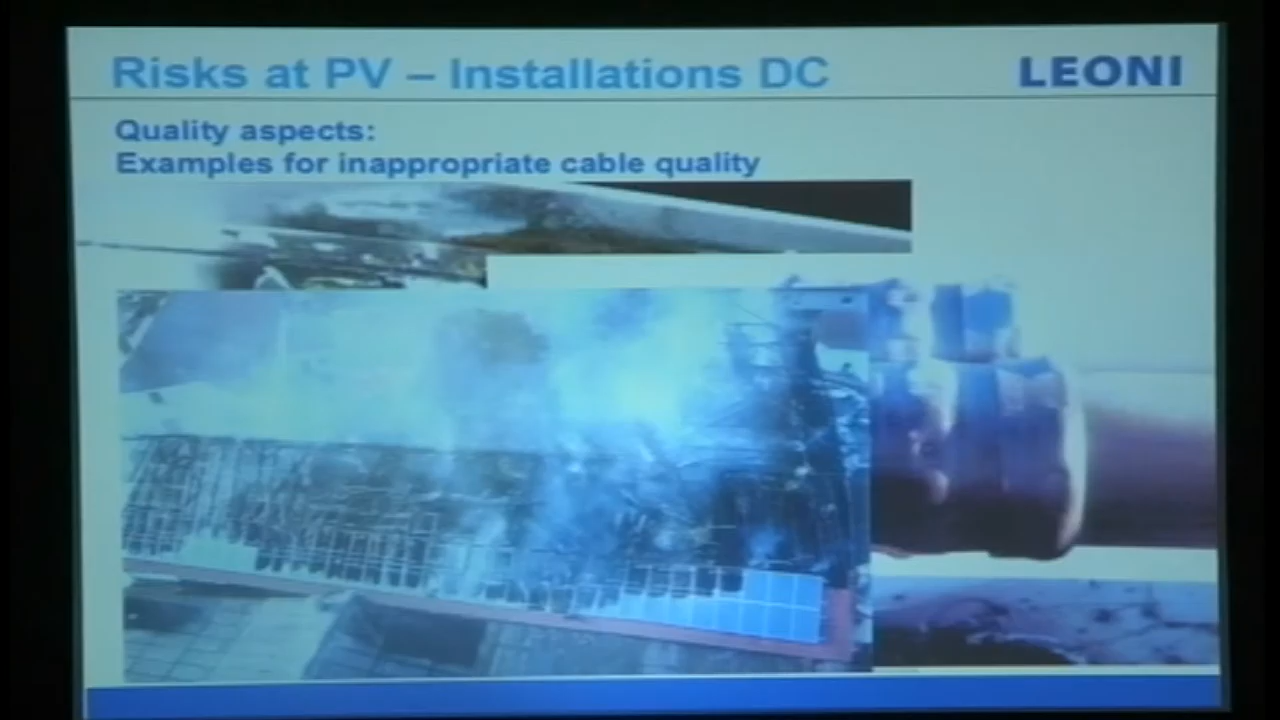 Risks at PV – Installations DC
LEONI
Quality aspects:
Examples for inappropriate cable quality